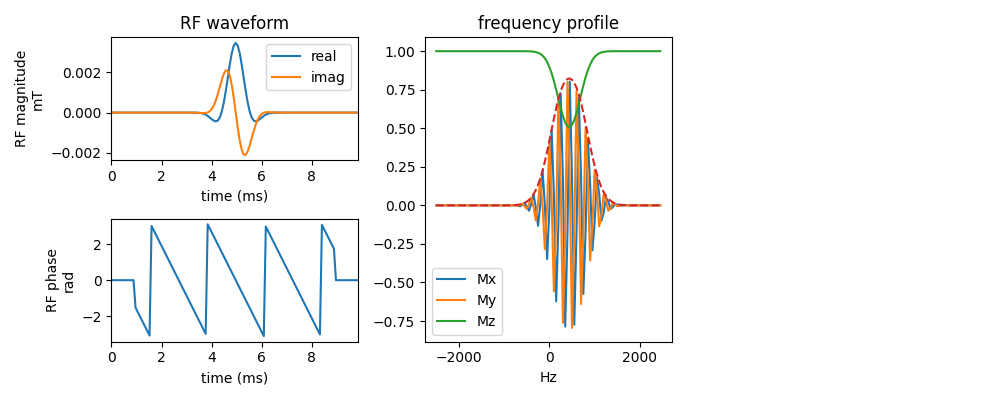 RF waveform
RF magnitude
mT
0.002
0.000
−0.002
real
imag
0 2 4 6 8
time (ms)
RF phase
rad
2
0
−2
0 2 4 6 8
time (ms)
frequency profile
1.00
0.75
0.50
0.25
0.00
−0.25
−0.50
−0.75
Mx
My
Mz
−2000 0 2000
Hz